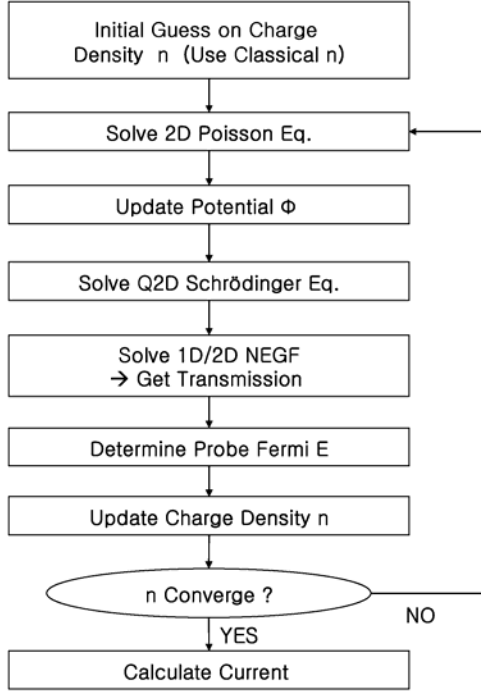 Initial Guess on Charge
Density n (Use Classical n)
Solve 2D Poisson Eq.
Update Potential Φ
Solve Q2D Schrödinger Eq.
Solve 1D/2D NEGF
→ Get Transmission
Determine Probe Fermi E
Update Charge Density n
n Converge ?
NO
YES
Calculate Current